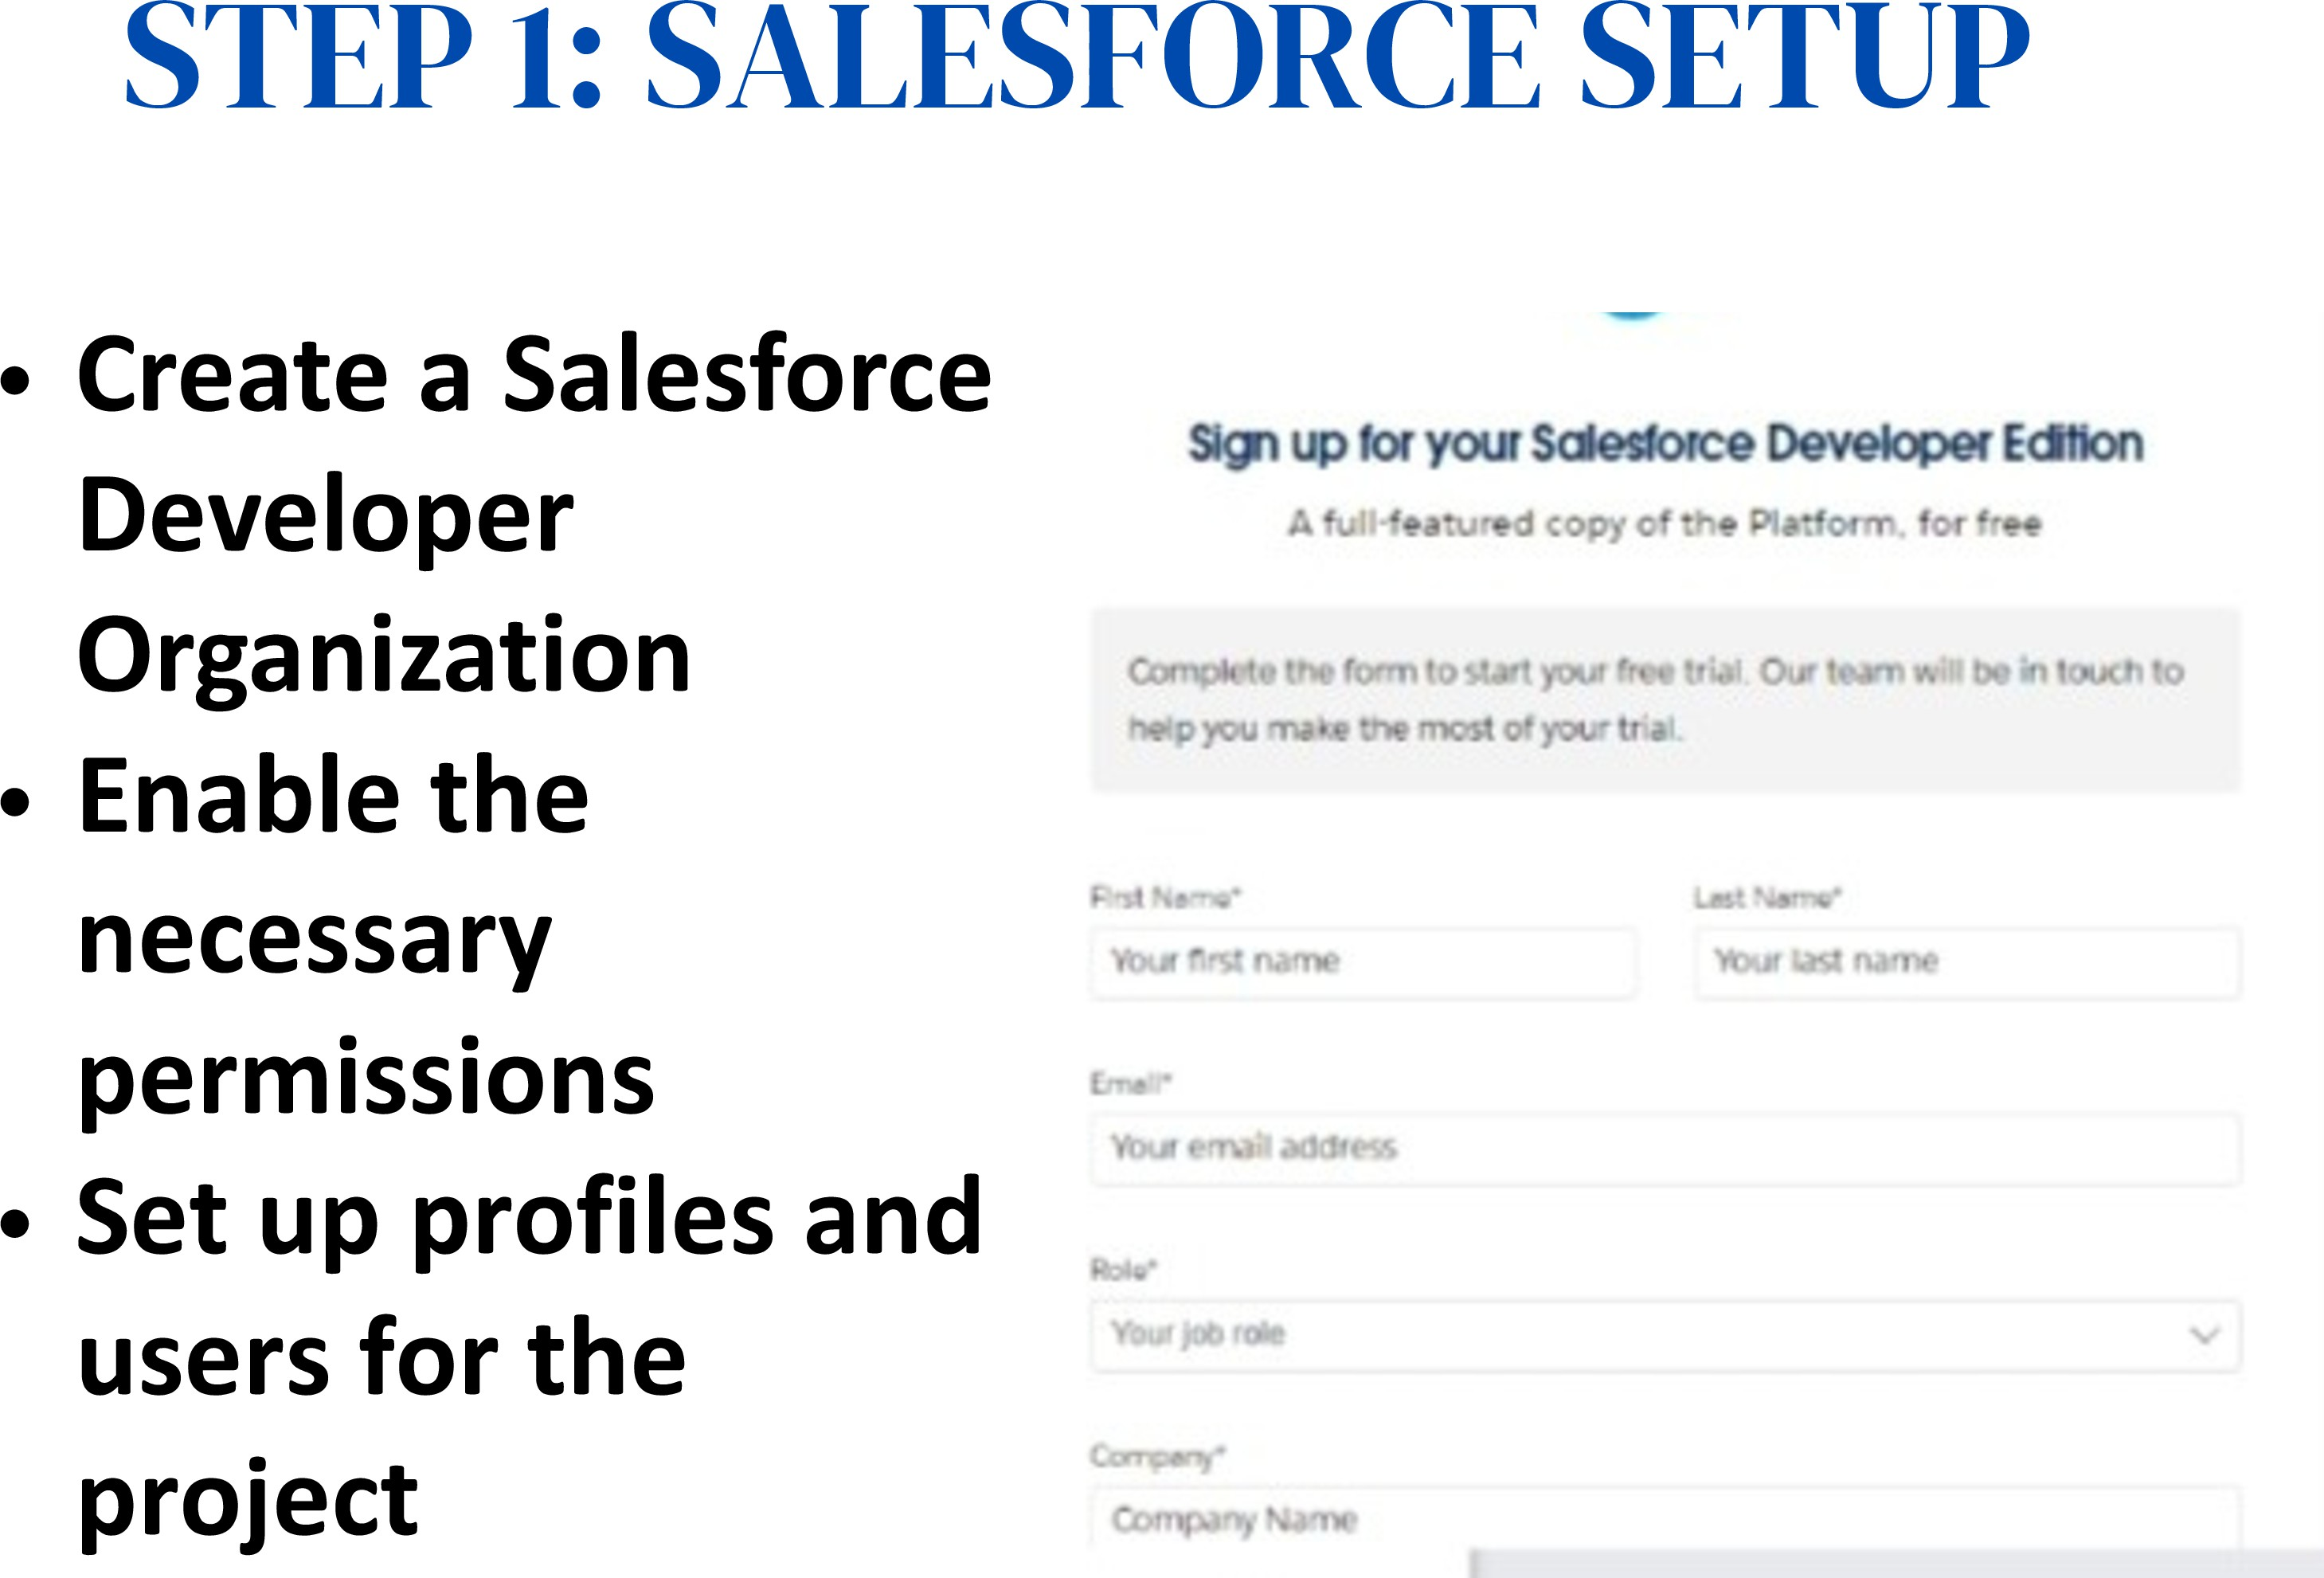 STEP 1: SALESFORCE SETUP
• Create a Salesforce
Developer
Organization
• Enable the
necessary
permissions
• Set up profiles and
users for the
project
Sign up for your Salesforce Developer Edition
A full-featured copy of the Platform, for free
Complete the form to start your free trial. Our team will be in touch to
help you make the most of your trial.
First Name* Last Name*
Your first name Your last name
Email*
Your email address
Role*
Your job role
Company*
Company Name